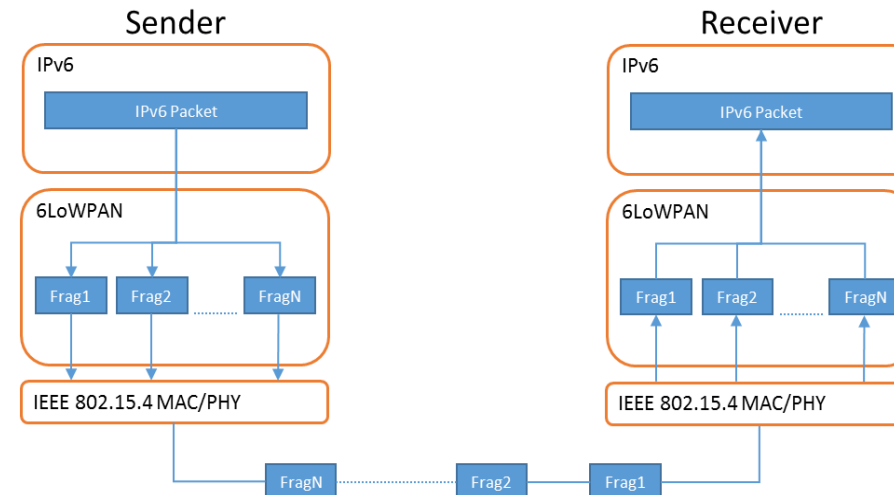 Sender
Receiver
IPv6
IPv6 Packet
IPv6
IPv6 Packet
6LoWPAN
Frag1 Frag2 FragN
6LoWPAN
Frag1 Frag2 FragN
IEEE 802.15.4 MAC/PHY
IEEE 802.15.4 MAC/PHY
FragN Frag2 Frag1